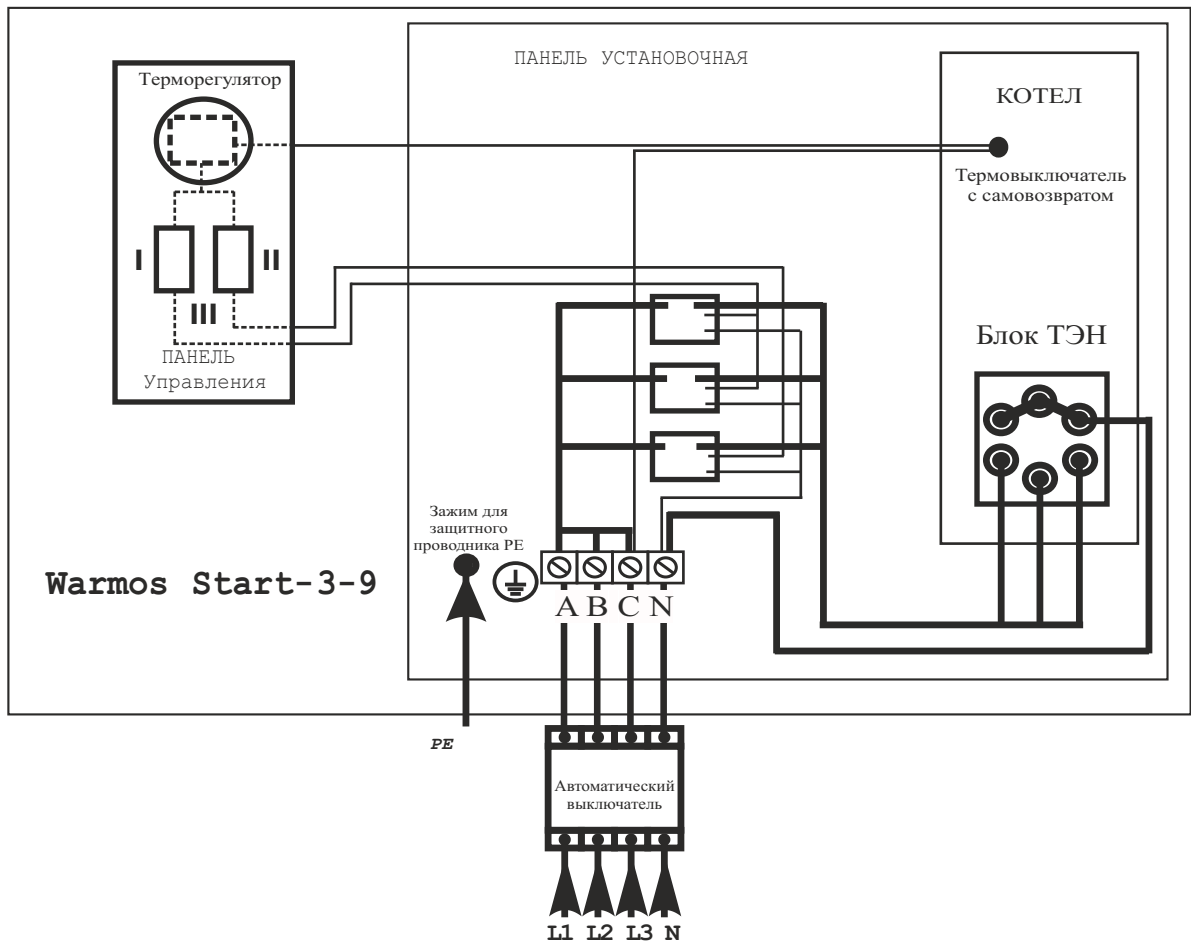 ПАНЕЛЬ УСТАНОВОЧНАЯ
Терморегулятор
КОТЕЛ
Термовыключатель
с самовозвратом
I
II
III
ПАНЕЛЬ
Управления
Блок ТЭН
Зажим для
защитного
проводника PE
Warmos Start-3-9
A B C N
PE
Автоматический
выключатель
L1 L2 L3 N